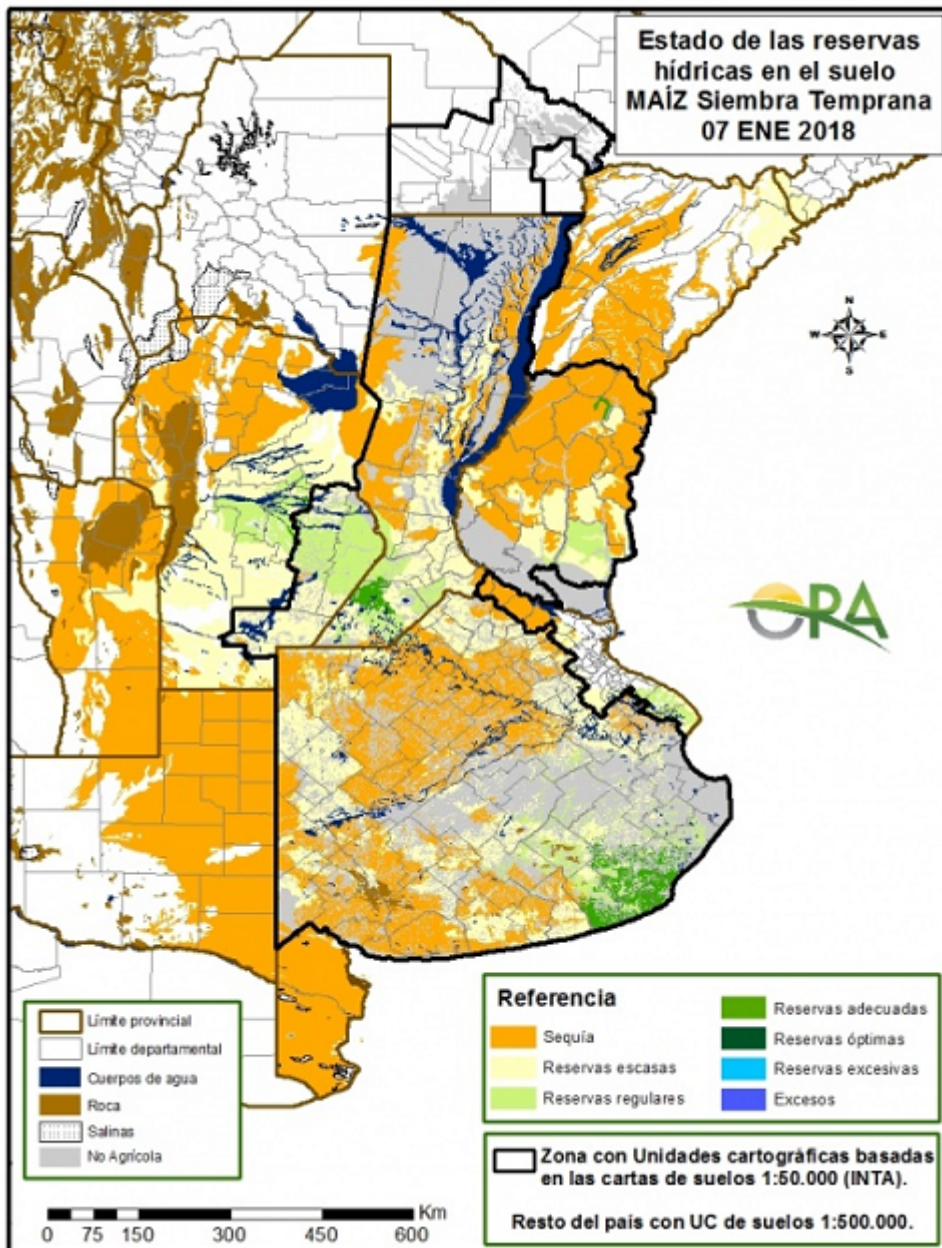 Estado de las reservas
hídricas en el suelo
MAÍZ Siembra Temprana
07 ENE 2018
N
W E
S
ORA
Límite provincial
Límite departamental
Cuerpos de agua
Roca
Salinas
No Agrícola
Referencia
Sequía
Reservas escasas
Reservas regulares
Reservas adecuadas
Reservas óptimas
Reservas excesivas
Excesos
Zona con Unidades cartográficas basadas
en las cartas de suelos 1:50.000 (INTA).
Resto del país con UC de suelos 1:500.000.
Km
0 75 150 300 450 600